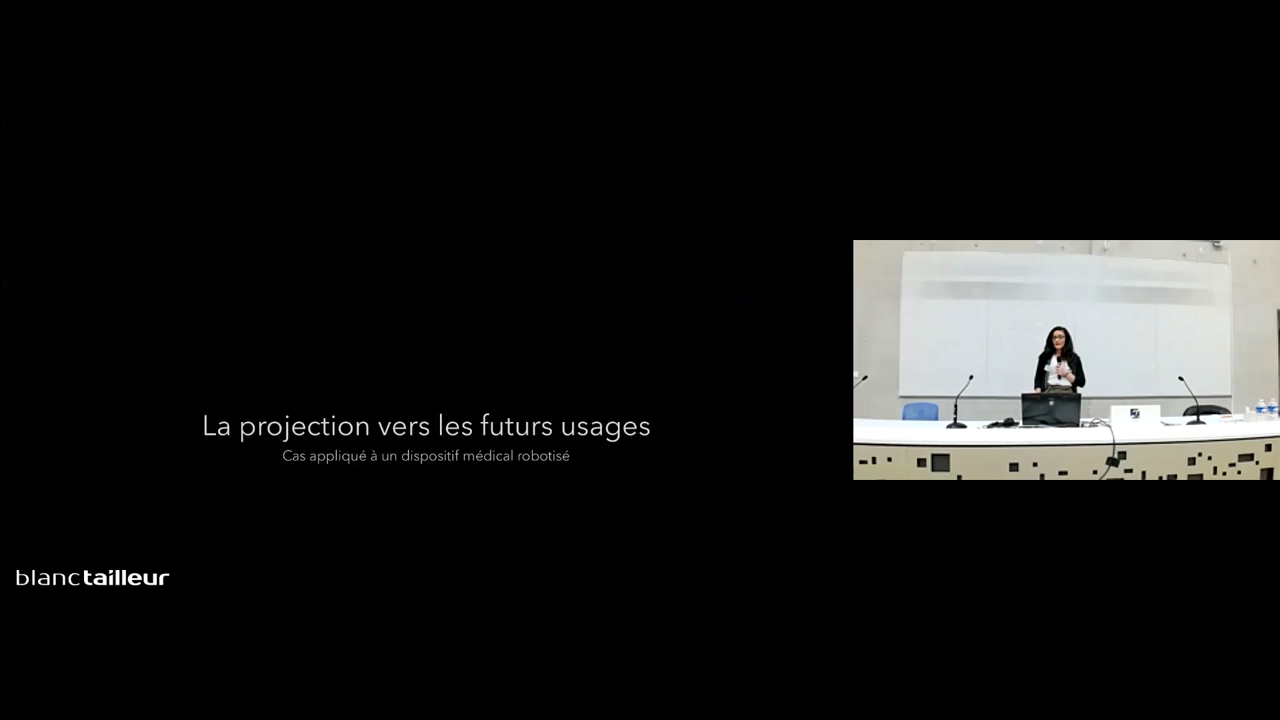 La projection vers les futurs usages
Cas appliqué à un dispositif médical robotisé
blanctailleur